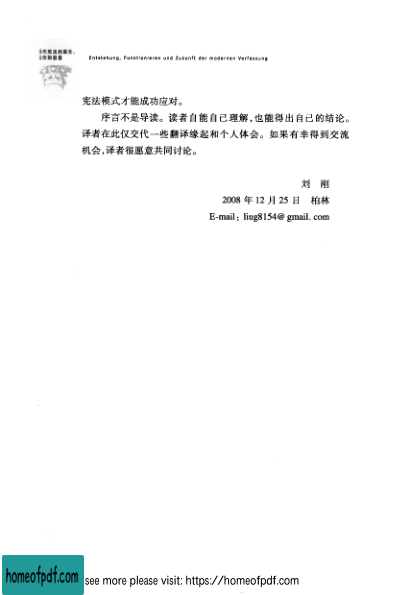 现代宪法的诞生、
运作和前景
Entstehung, Funktionieren und Zukunft der modernen Verfassung
宪法模式才能成功应对。
序言不是导读。读者自能自己理解,也能得出自己的结论。
译者在此仅交代一些翻译缘起和个人体会。如果有幸得到交流
机会,译者很愿意共同讨论。
刘 刚
2008 年 12 月 25 日 柏林
E-mail: liug8154@gmail.com
homeofpdf.com
see more please visit: https://homeofpdf.com